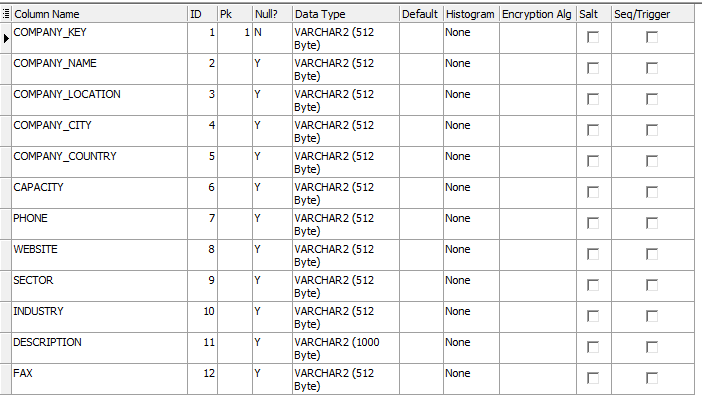 Column Name ID Pk Null? Data Type Default Histogram Encryption Alg Salt Seq/Trigger
COMPANY_KEY 1 1 N VARCHAR2 (512 Byte) None
COMPANY_NAME 2 Y VARCHAR2 (512 Byte) None
COMPANY_LOCATION 3 Y VARCHAR2 (512 Byte) None
COMPANY_CITY 4 Y VARCHAR2 (512 Byte) None
COMPANY_COUNTRY 5 Y VARCHAR2 (512 Byte) None
CAPACITY 6 Y VARCHAR2 (512 Byte) None
PHONE 7 Y VARCHAR2 (512 Byte) None
WEBSITE 8 Y VARCHAR2 (512 Byte) None
SECTOR 9 Y VARCHAR2 (512 Byte) None
INDUSTRY 10 Y VARCHAR2 (512 Byte) None
DESCRIPTION 11 Y VARCHAR2 (1000 Byte) None
FAX 12 Y VARCHAR2 (512 Byte) None